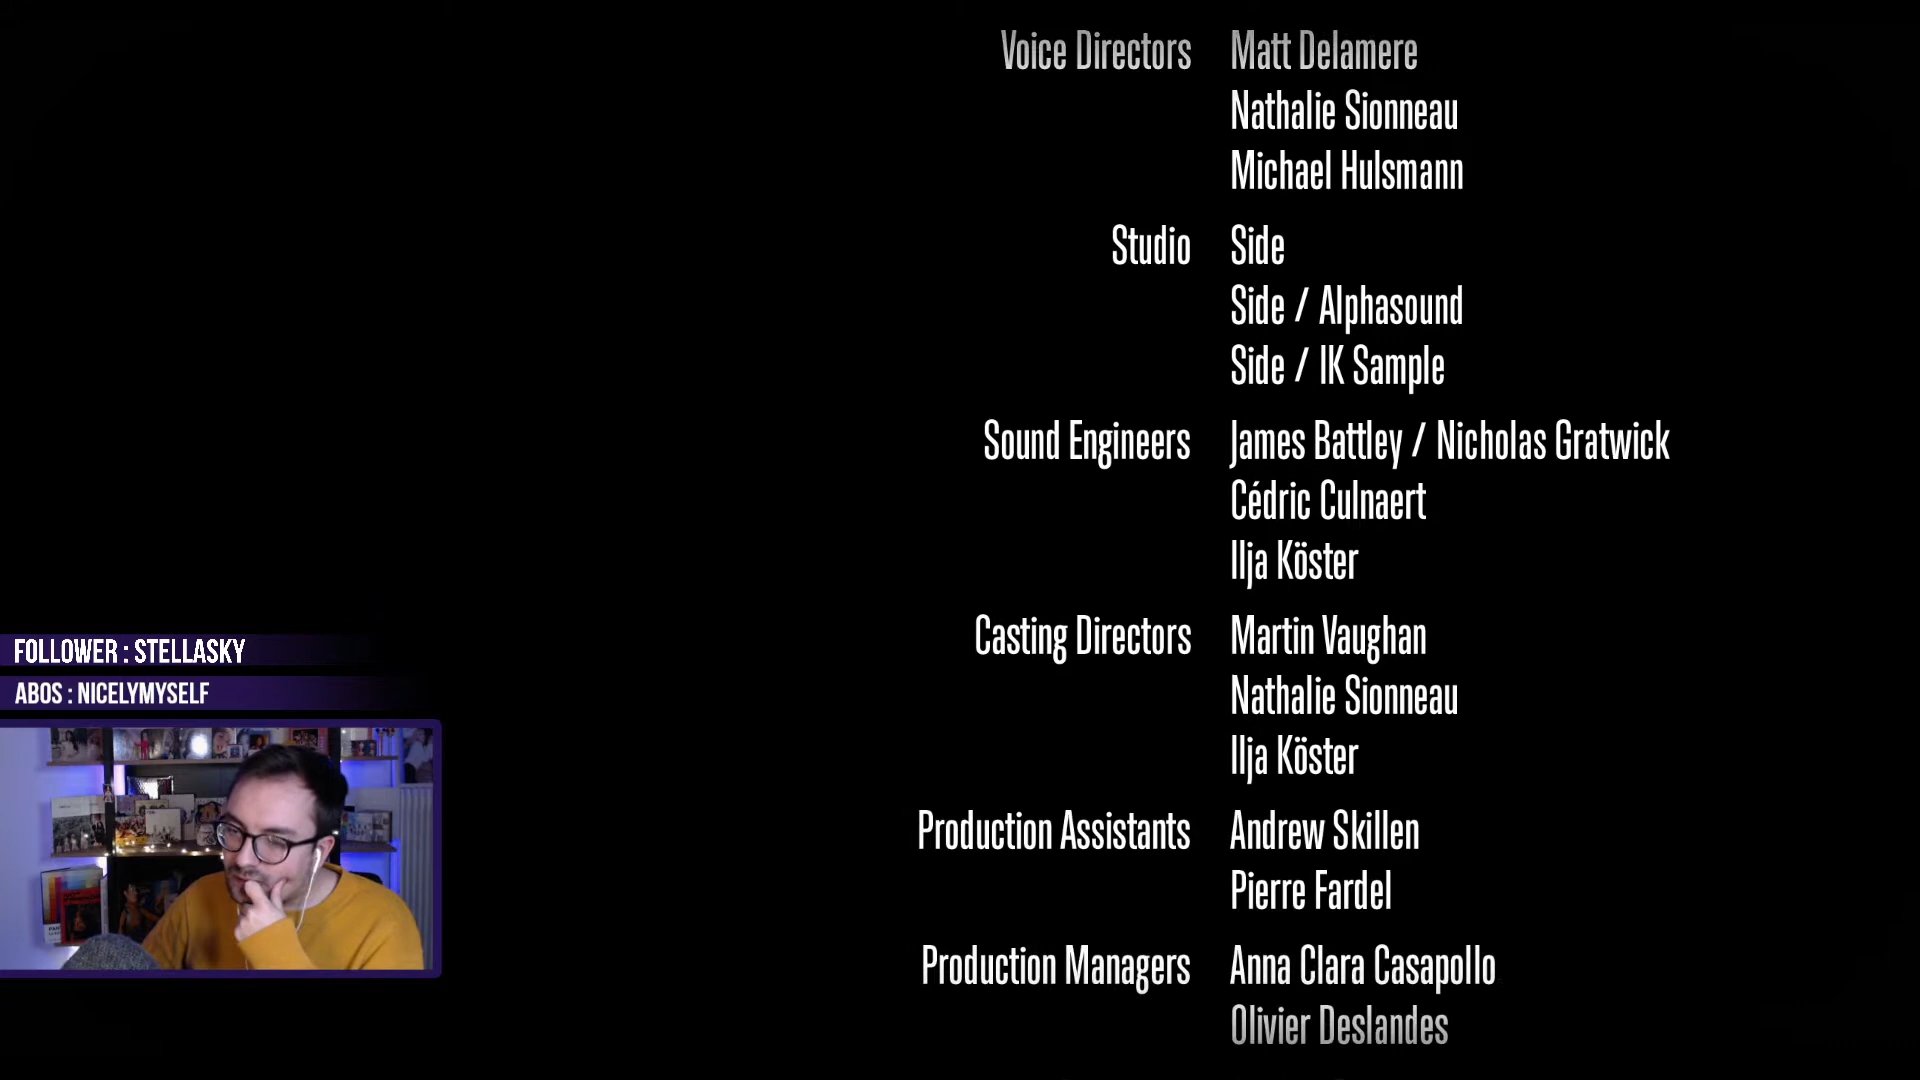 Voice Directors Matt Delamere
Nathalie Sionneau
Michael Hulsmann
Studio Side
Side / Alphasound
Side / IK Sample
Sound Engineers James Battley / Nicholas Gratwick
Cédric Culnaert
Ilja Köster
Casting Directors Martin Vaughan
Nathalie Sionneau
Ilja Köster
Production Assistants Andrew Skillen
Pierre Fardel
Production Managers Anna Clara Casapollo
Olivier Deslandes
FOLLOWER : STELLASKY
ABOS : NICELYMYSELF